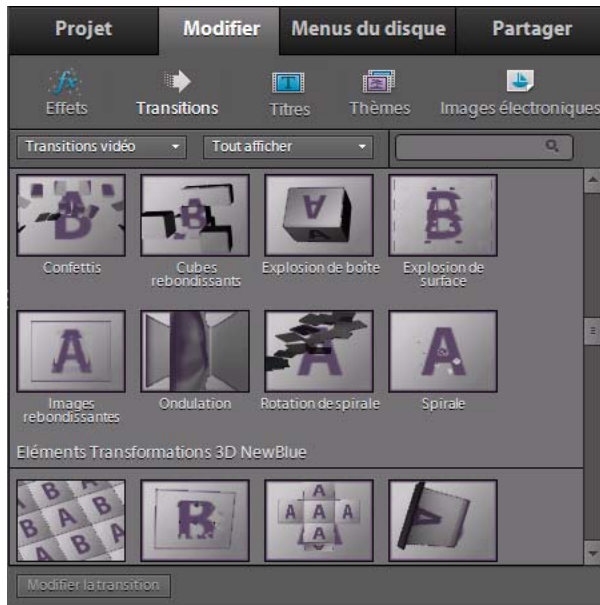 Projet Modifier Menus du disque Partager
fx
T
Effets Transitions Titres Thèmes Images électroniques
Transitions vidéo Tout afficher
A B A V B
Confettis Cubes rebondissants Explosion de boîte Explosion de surface
A A A
Images rebondissantes Ondulation Rotation de spirale Spirale
Eléments Transformations 3D NewBlue
Modifier la transition